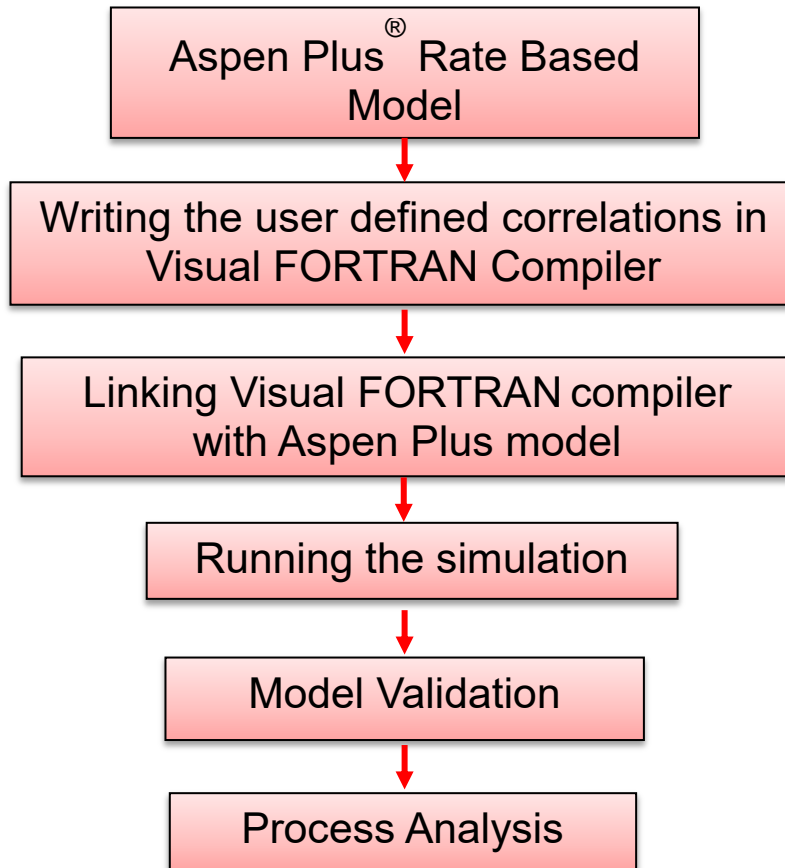 Aspen Plus® Rate Based
Model
Writing the user defined correlations in
Visual FORTRAN Compiler
Linking Visual FORTRAN compiler
with Aspen Plus model
Running the simulation
Model Validation
Process Analysis